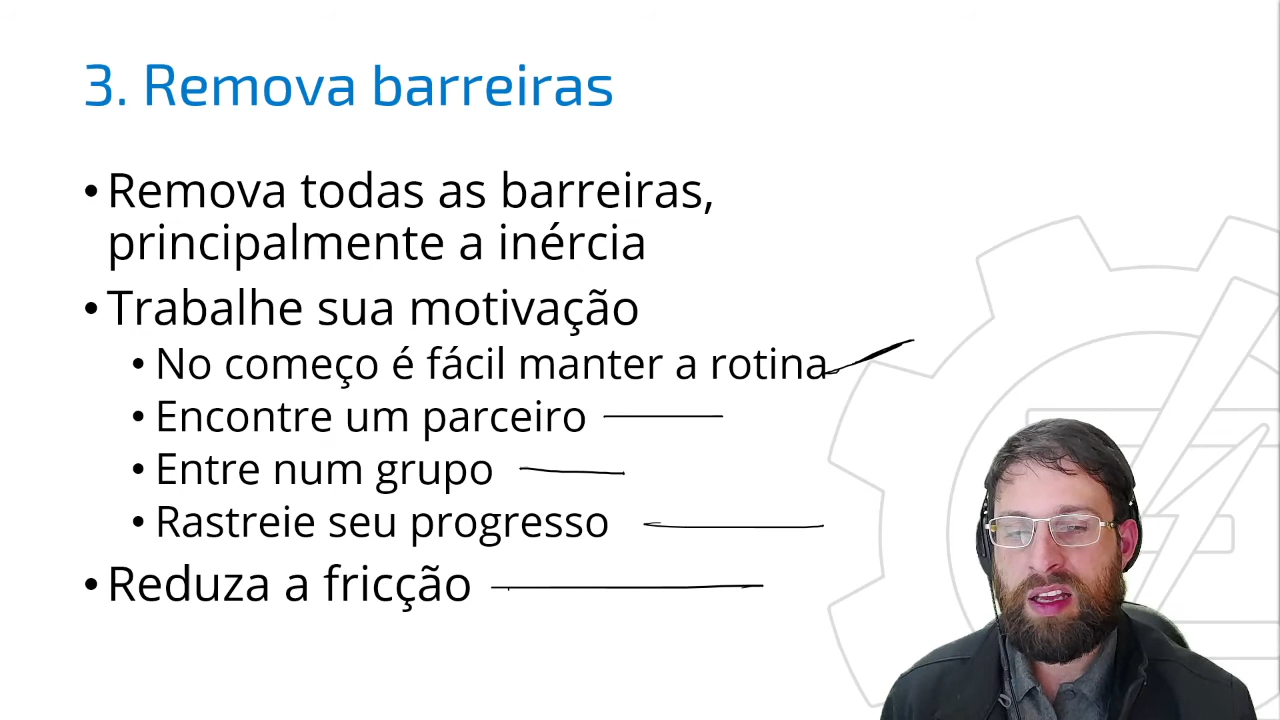 3. Remova barreiras
• Remova todas as barreiras,
principalmente a inércia
• Trabalhe sua motivação
• No começo é fácil manter a rotina
• Encontre um parceiro
• Entre num grupo
• Rastreie seu progresso
• Reduza a fricção